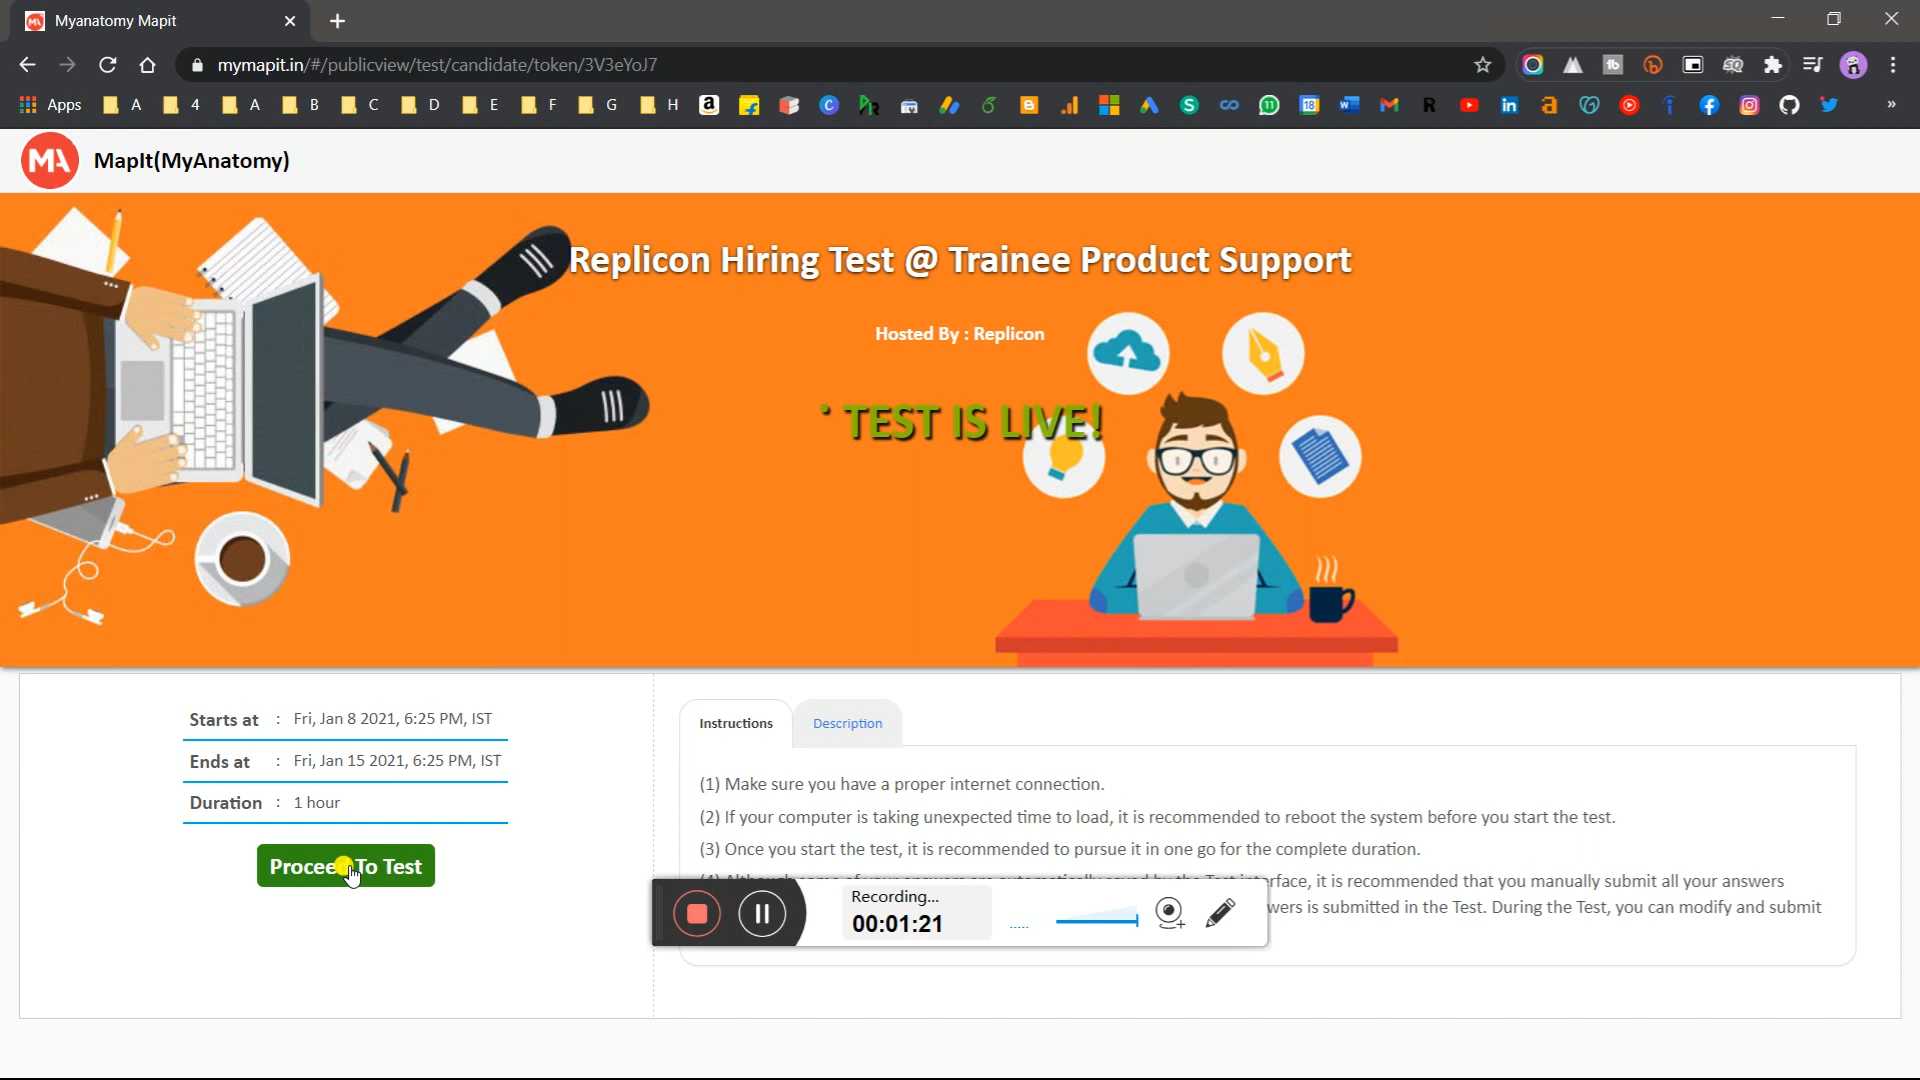 Myanatomy Mapit
mymapit.in/#/publicview/test/candidate/token/3V3eYoJ7
Apps A 4 A B C D E F G H
MapIt(MyAnatomy)
Replicon Hiring Test @ Trainee Product Support
Hosted By : Replicon
TEST IS LIVE!
Starts at : Fri, Jan 8 2021, 6:25 PM, IST
Ends at : Fri, Jan 15 2021, 6:25 PM, IST
Duration : 1 hour
Proceed To Test
Instructions Description
(1) Make sure you have a proper internet connection.
(2) If your computer is taking unexpected time to load, it is recommended to reboot the system before you start the test.
(3) Once you start the test, it is recommended to pursue it in one go for the complete duration.
rface, it is recommended that you manually submit all your answers
wers is submitted in the Test. During the Test, you can modify and submit
Recording...
00:01:21